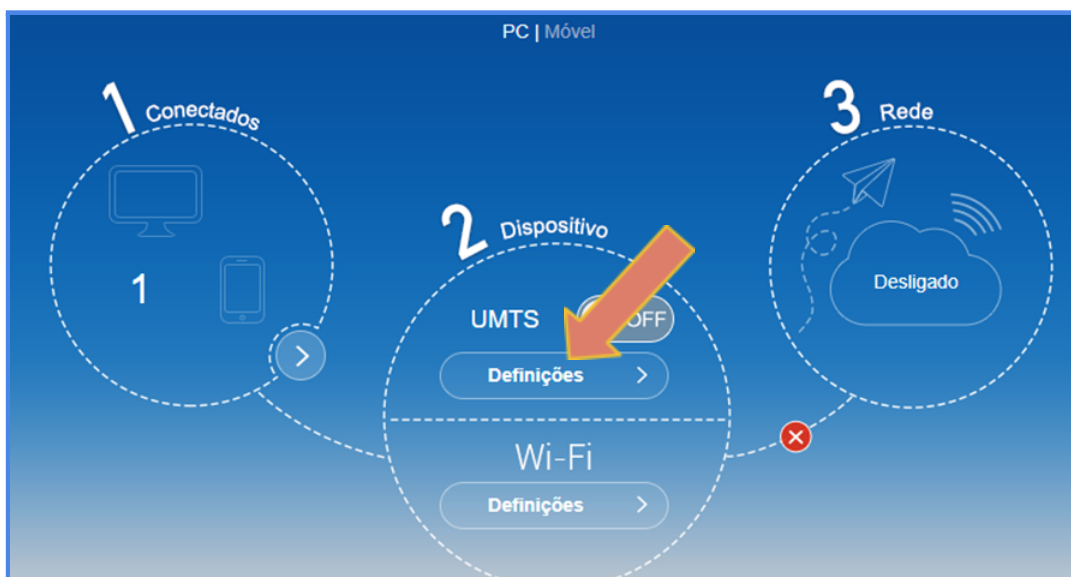 PC | Móvel
1 Conectados
1
2 Dispositivo
UMTS
OFF
Definições
Wi-Fi
Definições
3 Rede
Desligado